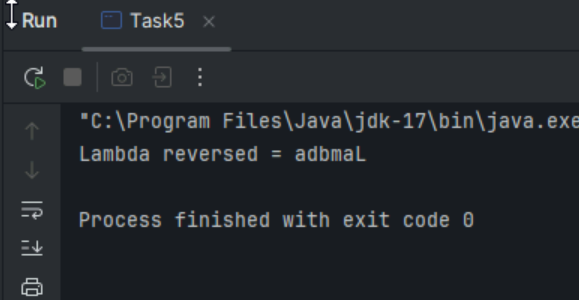 Run
Task5
"C:\Program Files\Java\jdk-17\bin\java.exe
Lambda reversed = adbmaL
Process finished with exit code 0